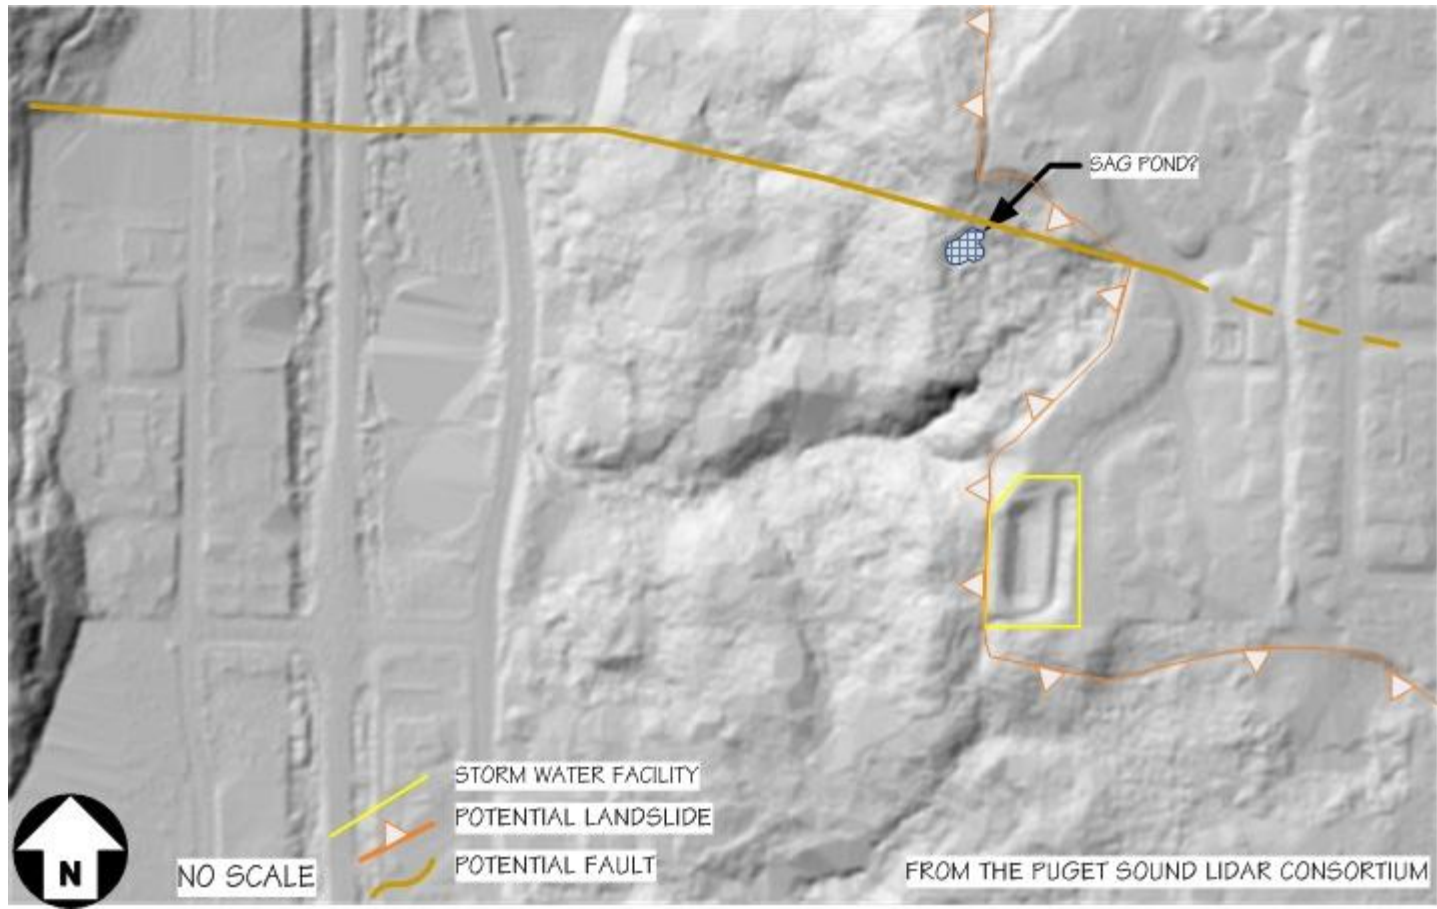 SAG POND?
STORM WATER FACILITY
POTENTIAL LANDSLIDE
POTENTIAL FAULT
N
NO SCALE
FROM THE PUGET SOUND LIDAR CONSORTIUM